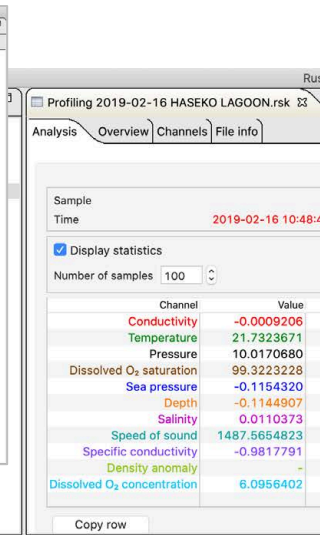 Rus
Profiling 2019-02-16 HASEKO LAGOON.rsk
Analysis Overview Channels File info
Sample
Time 2019-02-16 10:48:4
Display statistics
Number of samples 100
Channel Value
Conductivity -0.0009206
Temperature 21.7323671
Pressure 10.0170680
Dissolved O₂ saturation 99.3223228
Sea pressure -0.1154320
Depth -0.1144907
Salinity 0.0110373
Speed of sound 1487.5654823
Specific conductivity -0.9817791
Density anomaly -
Dissolved O₂ concentration 6.0956402
Copy row